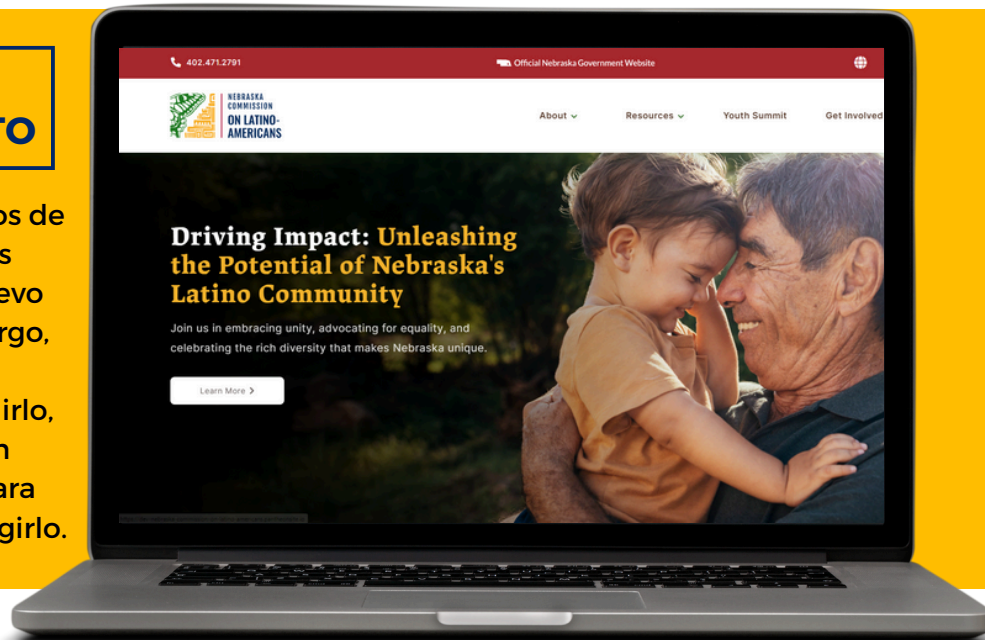 TO
os de
s
evo
rgo,
irlo,
n
ara
girlo.
402.471.2791
Official Nebraska Government Website
NEBRASKA
COMMISSION
ON LATINO-
AMERICANS
About
Resources
Youth Summit
Get Involved
Driving Impact: Unleashing
the Potential of Nebraska's
Latino Community
Join us in embracing unity, advocating for equality, and
celebrating the rich diversity that makes Nebraska unique.
Learn More